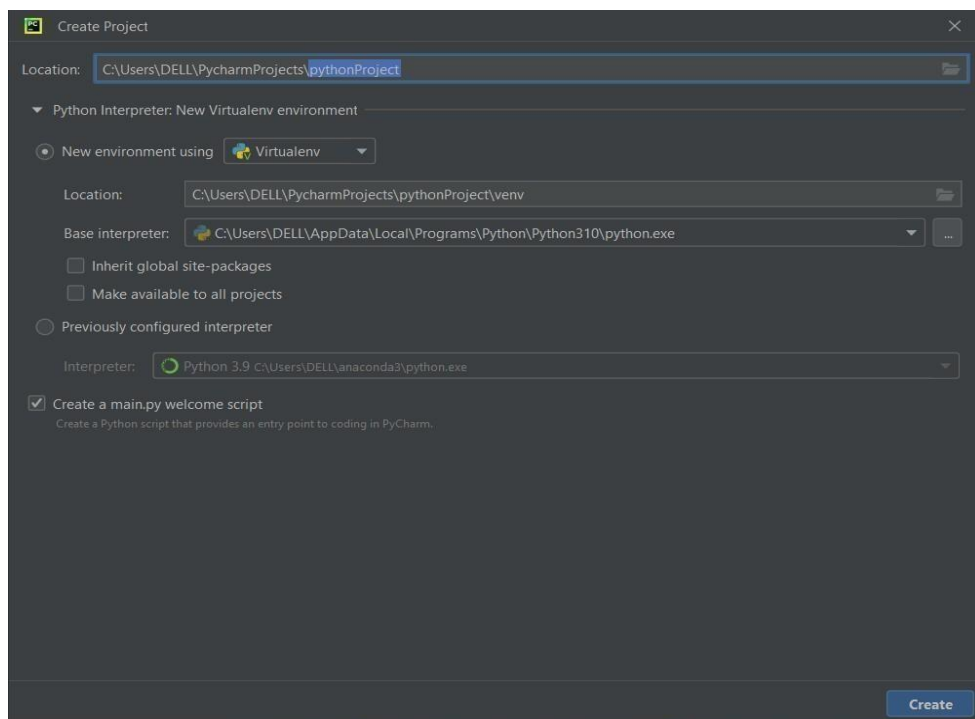 PC
Create Project
Location: C:\Users\DELL\PycharmProjects\pythonProject
Python Interpreter: New Virtualenv environment
New environment using Virtualenv
Location: C:\Users\DELL\PycharmProjects\pythonProject\venv
Base interpreter: C:\Users\DELL\AppData\Local\Programs\Python\Python310\python.exe ...
Inherit global site-packages
Make available to all projects
Previously configured interpreter
Interpreter: Python 3.9 C:\Users\DELL\anaconda3\python.exe
Create a main.py welcome script
Create a Python script that provides an entry point to coding in PyCharm.
Create